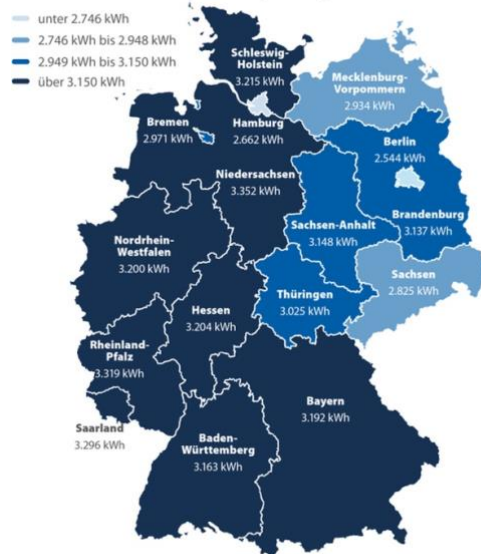 unter 2.746 kWh
2.746 kWh bis 2.948 kWh
2.949 kWh bis 3.150 kWh
über 3.150 kWh
Schleswig-
Holstein
3.215 kWh
Mecklenburg-
Vorpommern
2.934 kWh
Bremen
2.971 kWh
Hamburg
2.662 kWh
Berlin
2.544 kWh
Niedersachsen
3.352 kWh
Brandenburg
3.137 kWh
Sachsen-Anhalt
3.148 kWh
Nordrhein-
Westfalen
3.200 kWh
Sachsen
2.825 kWh
Hessen
3.204 kWh
Thüringen
3.025 kWh
Rheinland-
Pfalz
3.319 kWh
Bayern
3.192 kWh
Saarland
3.296 kWh
Baden-
Württemberg
3.163 kWh